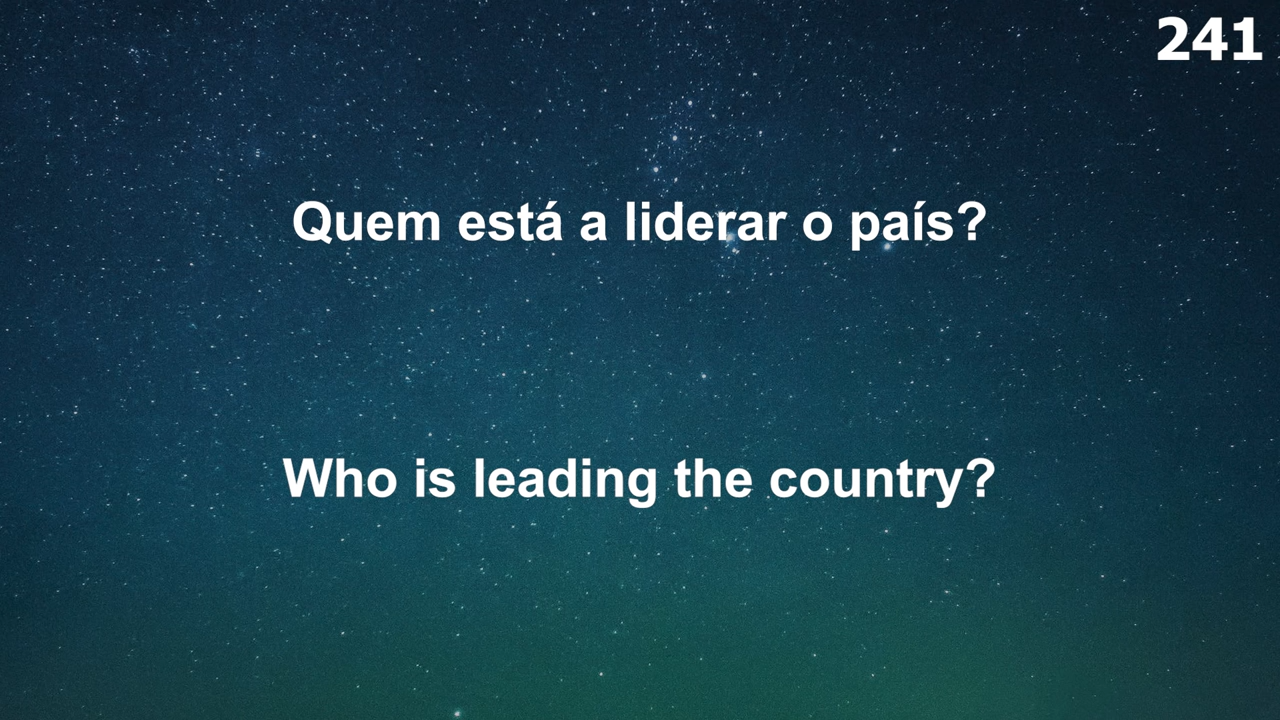 241
Quem está a liderar o país?
Who is leading the country?